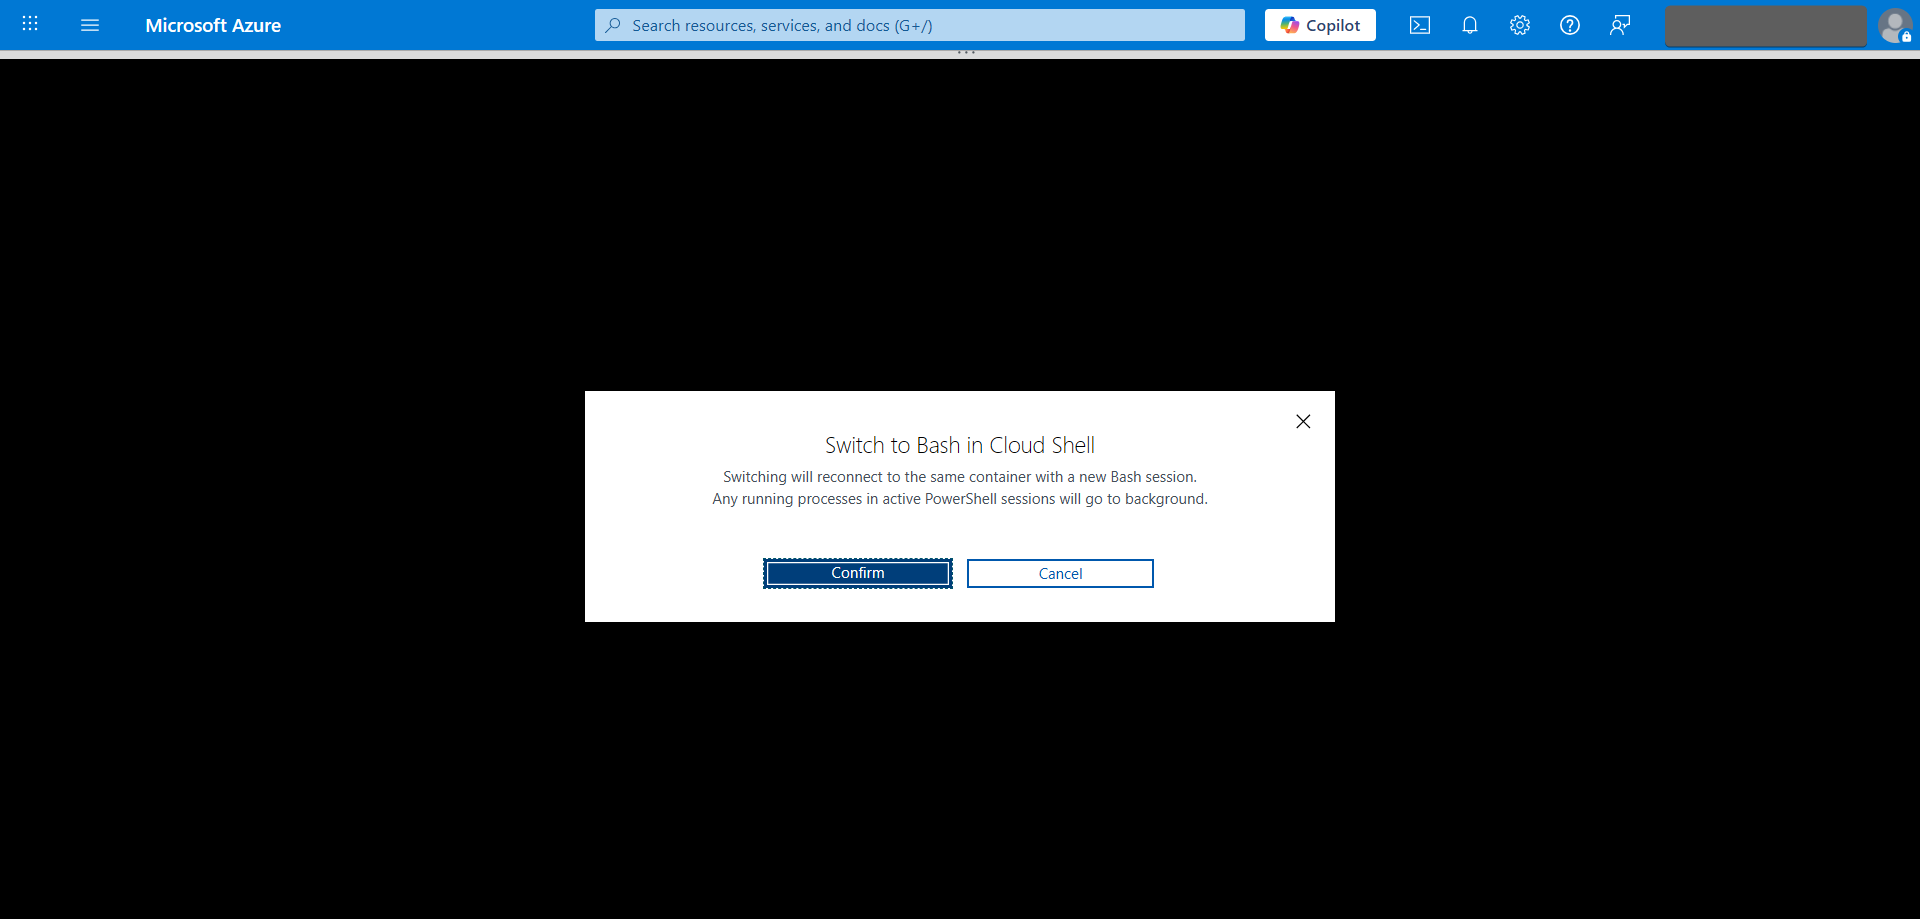 Microsoft Azure
Search resources, services, and docs (G+/)
Copilot
Switch to Bash in Cloud Shell
Switching will reconnect to the same container with a new Bash session.
Any running processes in active PowerShell sessions will go to background.
Confirm
Cancel